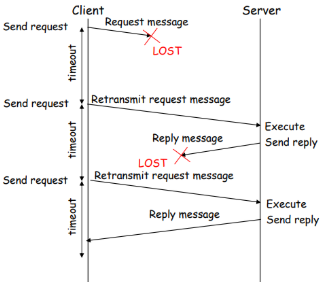 Client
Server
Send request
Request message
LOST
timeout
Send request
Retransmit request message
Execute
timeout
Reply message
Send reply
LOST
Send request
Retransmit request message
Execute
timeout
Reply message
Send reply